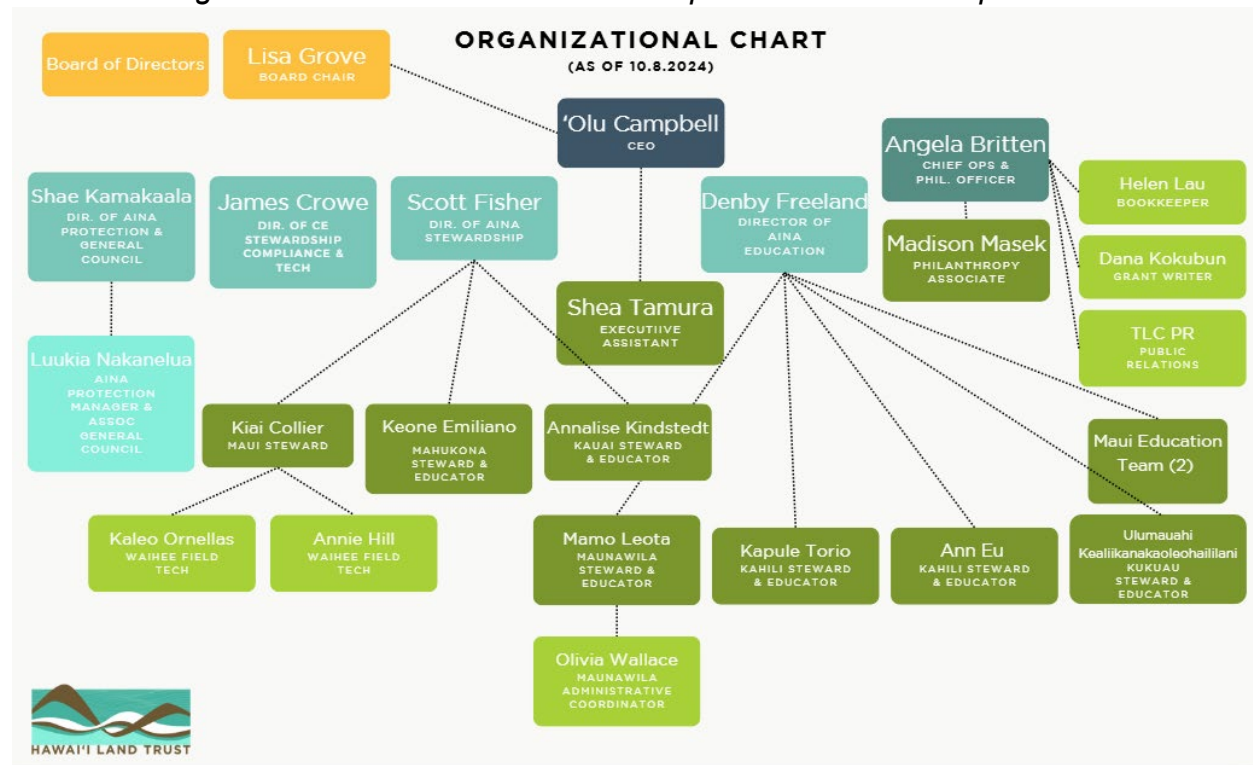 ORGANIZATIONAL CHART
(AS OF 10.8.2024)
Board of Directors
Lisa Grove
BOARD CHAIR
'Olu Campbell
CEO
Angela Britten
CHIEF OPS &
PHIL. OFFICER
Helen Lau
BOOKKEEPER
Shae Kamakaala
DIR. OF AINA
PROTECTION &
GENERAL
COUNCIL
James Crowe
DIR. OF CE
STEWARDSHIP
COMPLIANCE &
TECH
Scott Fisher
DIR. OF AINA
STEWARDSHIP
Denby Freeland
DIRECTOR OF
AINA
EDUCATION
Madison Masek
PHILANTHROPY
ASSOCIATE
Dana Kokubun
GRANT WRITER
Shea Tamura
EXECUTIIVE
ASSISTANT
TLC PR
PUBLIC
RELATIONS
Luukia Nakanelua
AINA
PROTECTION
MANAGER &
ASSOC
GENERAL
COUNCIL
Kiai Collier
MAUI STEWARD
Keone Emiliano
MAHUKONA
STEWARD &
EDUCATOR
Annalise Kindstedt
KAUAI STEWARD
& EDUCATOR
Maui Education
Team (2)
Kaleo Ornellas
WAIHEE FIELD
TECH
Annie Hill
WAIHEE FIELD
TECH
Mamo Leota
MAUNAWILA
STEWARD &
EDUCATOR
Kapule Torio
KAHILI STEWARD
& EDUCATOR
Ann Eu
KAHILI STEWARD
& EDUCATOR
Ulumauahi
Kealiikanakaoleohaililani
KUKUAU
STEWARD &
EDUCATOR
Olivia Wallace
MAUNAWILA
ADMINISTRATIVE
COORDINATOR
HAWAI'I LAND TRUST